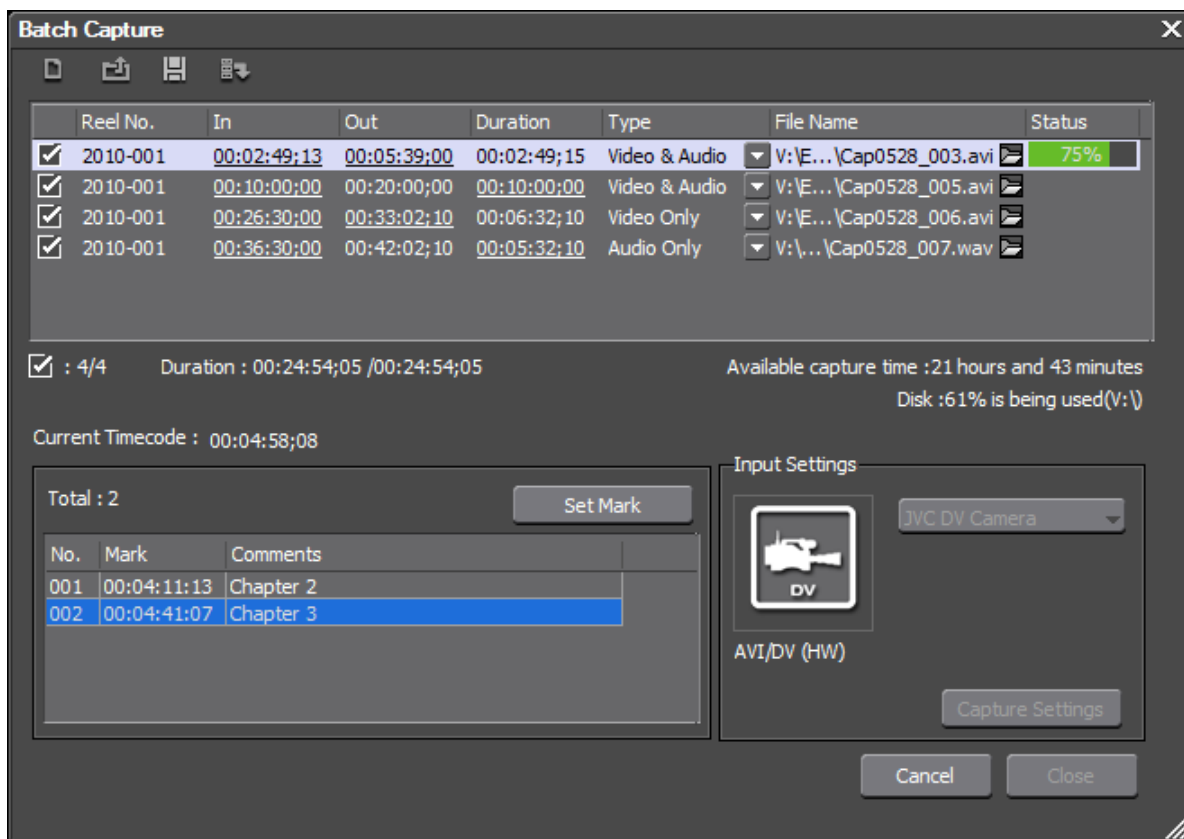 Batch Capture
Reel No. In Out Duration Type File Name Status
2010-001 00:02:49;13 00:05:39;00 00:02:49;15 Video & Audio V:\E...\Cap0528_003.avi 75%
2010-001 00:10:00;00 00:20:00;00 00:10:00;00 Video & Audio V:\E...\Cap0528_005.avi
2010-001 00:26:30;00 00:33:02;10 00:06:32;10 Video Only V:\E...\Cap0528_006.avi
2010-001 00:36:30;00 00:42:02;10 00:05:32;10 Audio Only V:\...\Cap0528_007.wav
: 4/4 Duration : 00:24:54;05 /00:24:54;05 Available capture time :21 hours and 43 minutes
Disk :61% is being used(V:\)
Current Timecode : 00:04:58;08
Total : 2 Set Mark
No. Mark Comments
001 00:04:11:13 Chapter 2
002 00:04:41:07 Chapter 3
Input Settings
JVC DV Camera
DV
AVI/DV (HW)
Capture Settings
Cancel Close